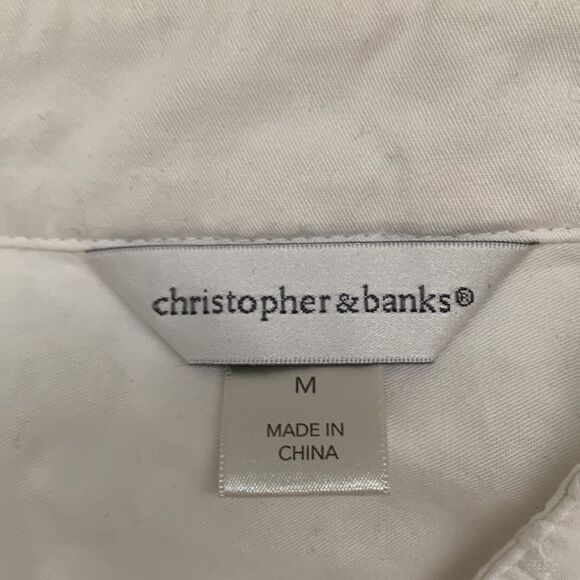 christopher & banks®
M
MADE IN
CHINA